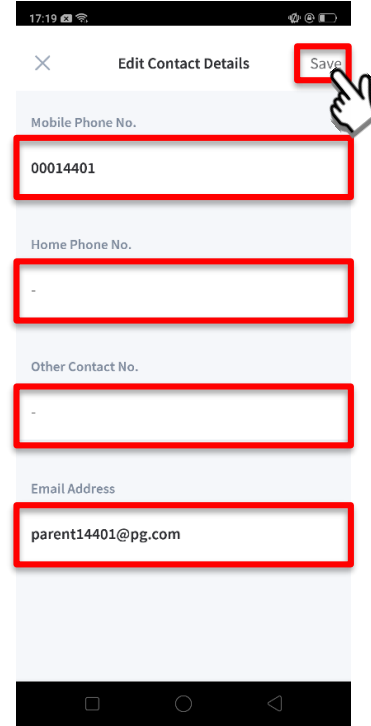 17:19
Edit Contact Details
Save
Mobile Phone No.
00014401
Home Phone No.
-
Other Contact No.
-
Email Address
parent14401@pg.com